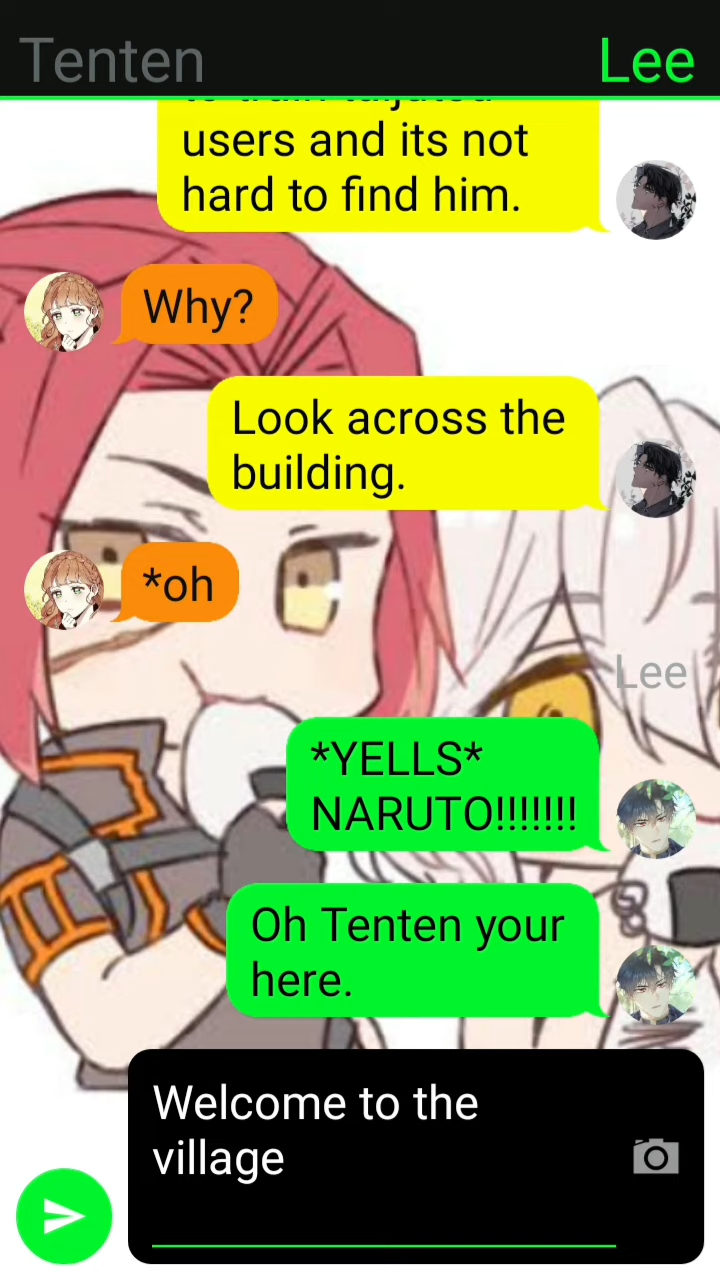 Tenten
Lee
users and its not
hard to find him.
Why?
Look across the
building.
*oh
Lee
*YELLS*
NARUTO!!!!!!!
Oh Tenten your
here.
Welcome to the
village